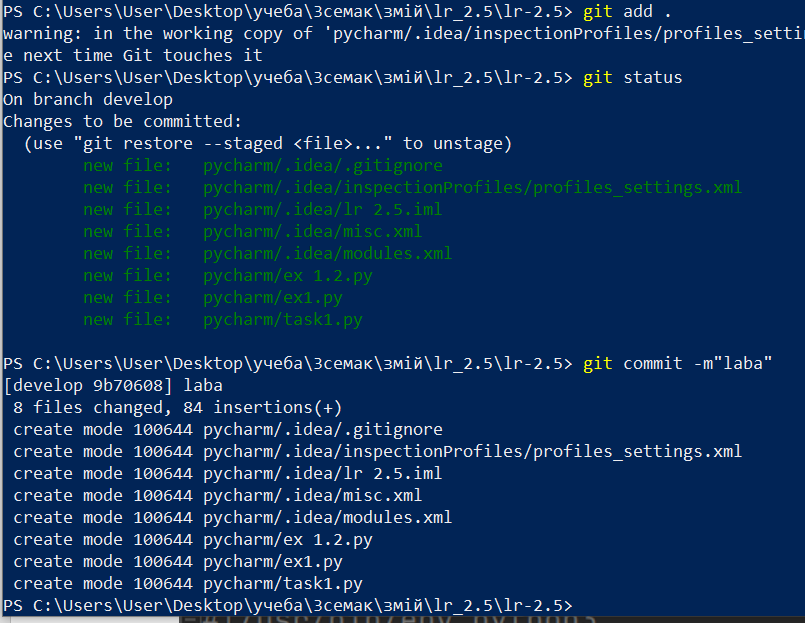 PS C:\Users\User\Desktop\учеба\3семак\змій\lr_2.5\lr-2.5> git add .
warning: in the working copy of 'pycharm/.idea/inspectionProfiles/profiles_setti
e next time Git touches it
PS C:\Users\User\Desktop\учеба\3семак\змій\lr_2.5\lr-2.5> git status
On branch develop
Changes to be committed:
  (use "git restore --staged <file>..." to unstage)
        new file:   pycharm/.idea/.gitignore
        new file:   pycharm/.idea/inspectionProfiles/profiles_settings.xml
        new file:   pycharm/.idea/lr 2.5.iml
        new file:   pycharm/.idea/misc.xml
        new file:   pycharm/.idea/modules.xml
        new file:   pycharm/ex 1.2.py
        new file:   pycharm/ex1.py
        new file:   pycharm/task1.py
PS C:\Users\User\Desktop\учеба\3семак\змій\lr_2.5\lr-2.5> git commit -m"laba"
[develop 9b70608] laba
 8 files changed, 84 insertions(+)
 create mode 100644 pycharm/.idea/.gitignore
 create mode 100644 pycharm/.idea/inspectionProfiles/profiles_settings.xml
 create mode 100644 pycharm/.idea/lr 2.5.iml
 create mode 100644 pycharm/.idea/misc.xml
 create mode 100644 pycharm/.idea/modules.xml
 create mode 100644 pycharm/ex 1.2.py
 create mode 100644 pycharm/ex1.py
 create mode 100644 pycharm/task1.py
PS C:\Users\User\Desktop\учеба\3семак\змій\lr_2.5\lr-2.5>